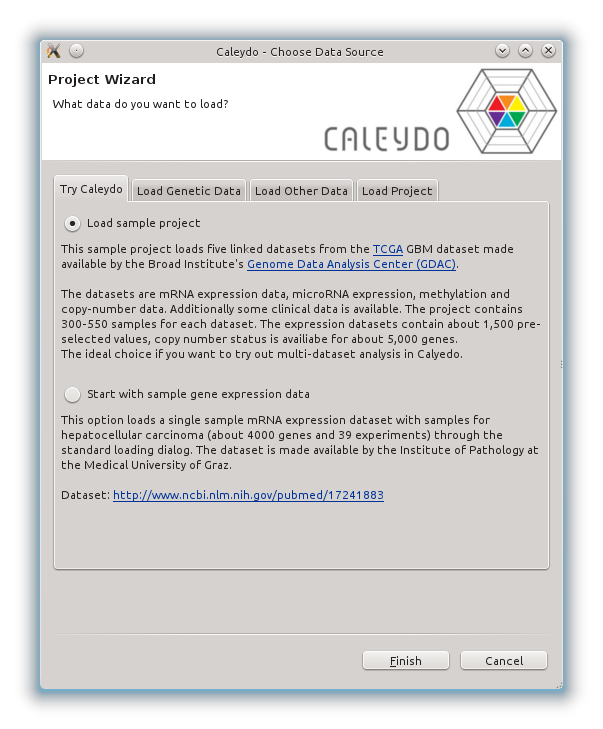 Caleydo - Choose Data Source
Project Wizard
What data do you want to load?
CALEYDO
Try Caleydo
Load Genetic Data
Load Other Data
Load Project
Load sample project
This sample project loads five linked datasets from the TCGA GBM dataset made
available by the Broad Institute's Genome Data Analysis Center (GDAC).
The datasets are mRNA expression data, microRNA expression, methylation and
copy-number data. Additionally some clinical data is available. The project contains
300-550 samples for each dataset. The expression datasets contain about 1,500 pre-
selected values, copy number status is availiabe for about 5,000 genes.
The ideal choice if you want to try out multi-dataset analysis in Calyedo.
Start with sample gene expression data
This option loads a single sample mRNA expression dataset with samples for
hepatocellular carcinoma (about 4000 genes and 39 experiments) through the
standard loading dialog. The dataset is made available by the Institute of Pathology at
the Medical University of Graz.
Dataset: http://www.ncbi.nlm.nih.gov/pubmed/17241883
Finish
Cancel